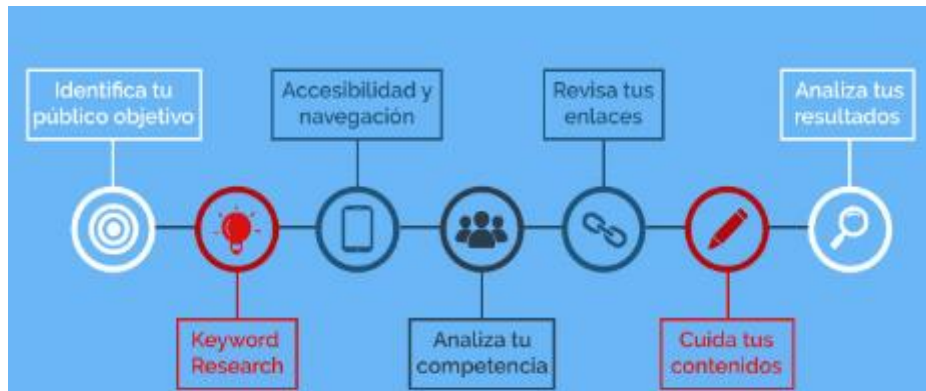 Identifica tu
público objetivo
Accesibilidad y
navegación
Revisa tus
enlaces
Analiza tus
resultados
Keyword
Research
Analiza tu
competencia
Cuida tus
contenidos